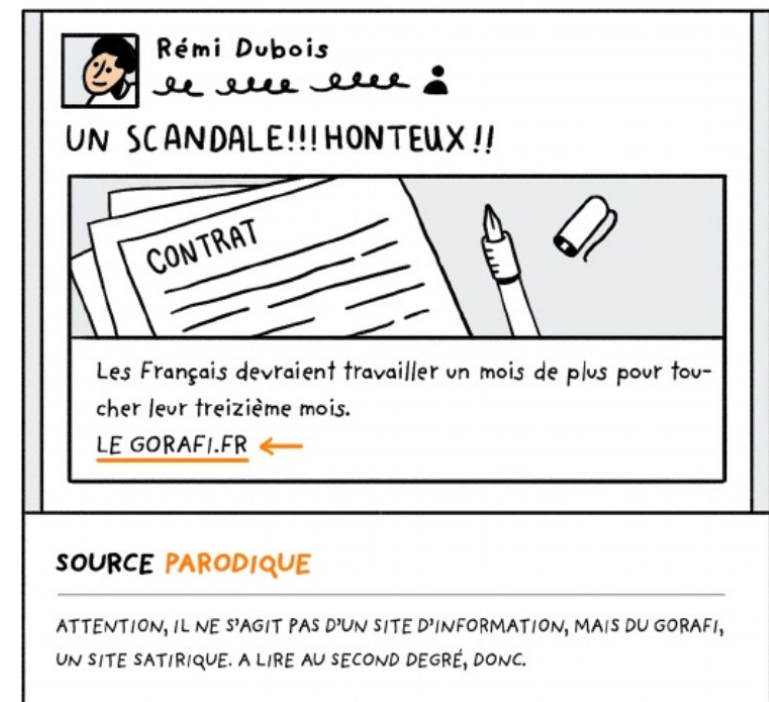 Rémi Dubois
UN SCANDALE!!! HONTEUX!!
CONTRAT
Les Français devraient travailler un mois de plus pour tou-
cher leur treizième mois.
LE GORAFI.FR
SOURCE PARODIQUE
ATTENTION, IL NE S'AGIT PAS D'UN SITE D'INFORMATION, MAIS DU GORAFI,
UN SITE SATIRIQUE. A LIRE AU SECOND DEGRÉ, DONC.